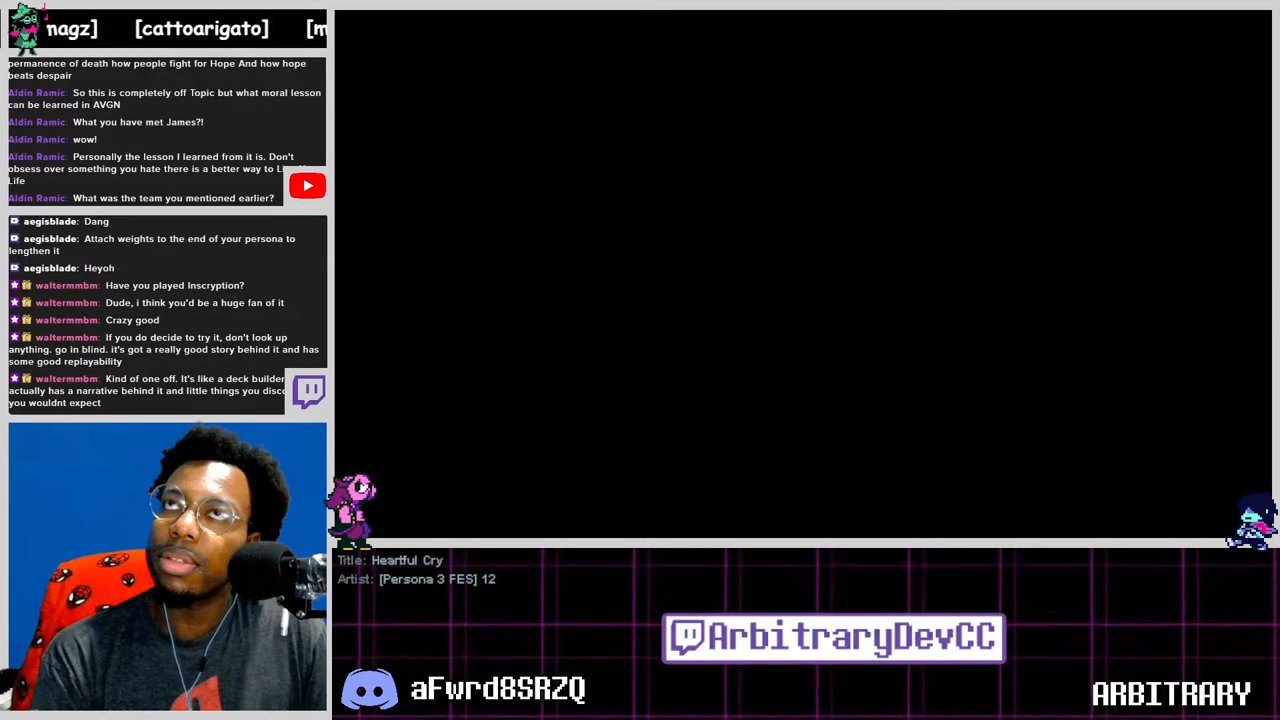 nagz] [cattoarigato] [m
permanence of death how people fight for Hope And how hope
beats despair
Aldin Ramic: So this is completely off Topic but what moral lesson
can be learned in AVGN
Aldin Ramic: What you have met James?!
Aldin Ramic: wow!
Aldin Ramic: Personally the lesson I learned from it is. Don't
obsess over something you hate there is a better way to
Life
Aldin Ramic: What was the team you mentioned earlier?
aegisblade: Dang
aegisblade: Attach weights to the end of your persona to
lengthen it
aegisblade: Heyoh
waltermmbm: Have you played Inscryption?
waltermmbm: Dude, i think you'd be a huge fan of it
waltermmbm: Crazy good
waltermmbm: If you do decide to try it, don't look up
anything. go in blind. it's got a really good story behind it and has
some good replayability
waltermmbm: Kind of one off. It's like a deck builder
actually has a narrative behind it and little things you disc
you wouldnt expect
Title: Heartful Cry
Artist: [Persona 3 FES] 12
ArbitraryDevCC
aFwrd8SRZQ
ARBITRARY